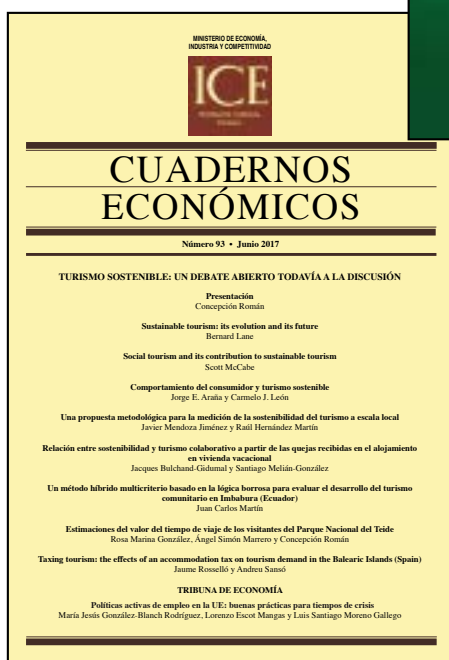 MINISTERIO DE ECONOMÍA,
INDUSTRIA Y COMPETITIVIDAD
ICE
CUADERNOS
ECONÓMICOS
Número 93 • Junio 2017
TURISMO SOSTENIBLE: UN DEBATE ABIERTO TODAVÍA A LA DISCUSIÓN
Presentación
Concepción Román
Sustainable tourism: its evolution and its future
Bernard Lane
Social tourism and its contribution to sustainable tourism
Scott McCabe
Comportamiento del consumidor y turismo sostenible
Jorge E. Araña y Carmelo J. León
Una propuesta metodológica para la medición de la sostenibilidad del turismo a escala local
Javier Mendoza Jiménez y Raúl Hernández Martín
Relación entre sostenibilidad y turismo colaborativo a partir de las quejas recibidas en el alojamiento
en vivienda vacacional
Jacques Bulchand-Gidumal y Santiago Melián-González
Un método híbrido multicriterio basado en la lógica borrosa para evaluar el desarrollo del turismo
comunitario en Imbabura (Ecuador)
Juan Carlos Martín
Estimaciones del valor del tiempo de viaje de los visitantes del Parque Nacional del Teide
Rosa Marina González, Ángel Simón Marrero y Concepción Román
Taxing tourism: the effects of an accommodation tax on tourism demand in the Balearic Islands (Spain)
Jaume Rosselló y Andreu Sansó
TRIBUNA DE ECONOMÍA
Políticas activas de empleo en la UE: buenas prácticas para tiempos de crisis
María Jesús González-Blanch Rodríguez, Lorenzo Escot Mangas y Luis Santiago Moreno Gallego